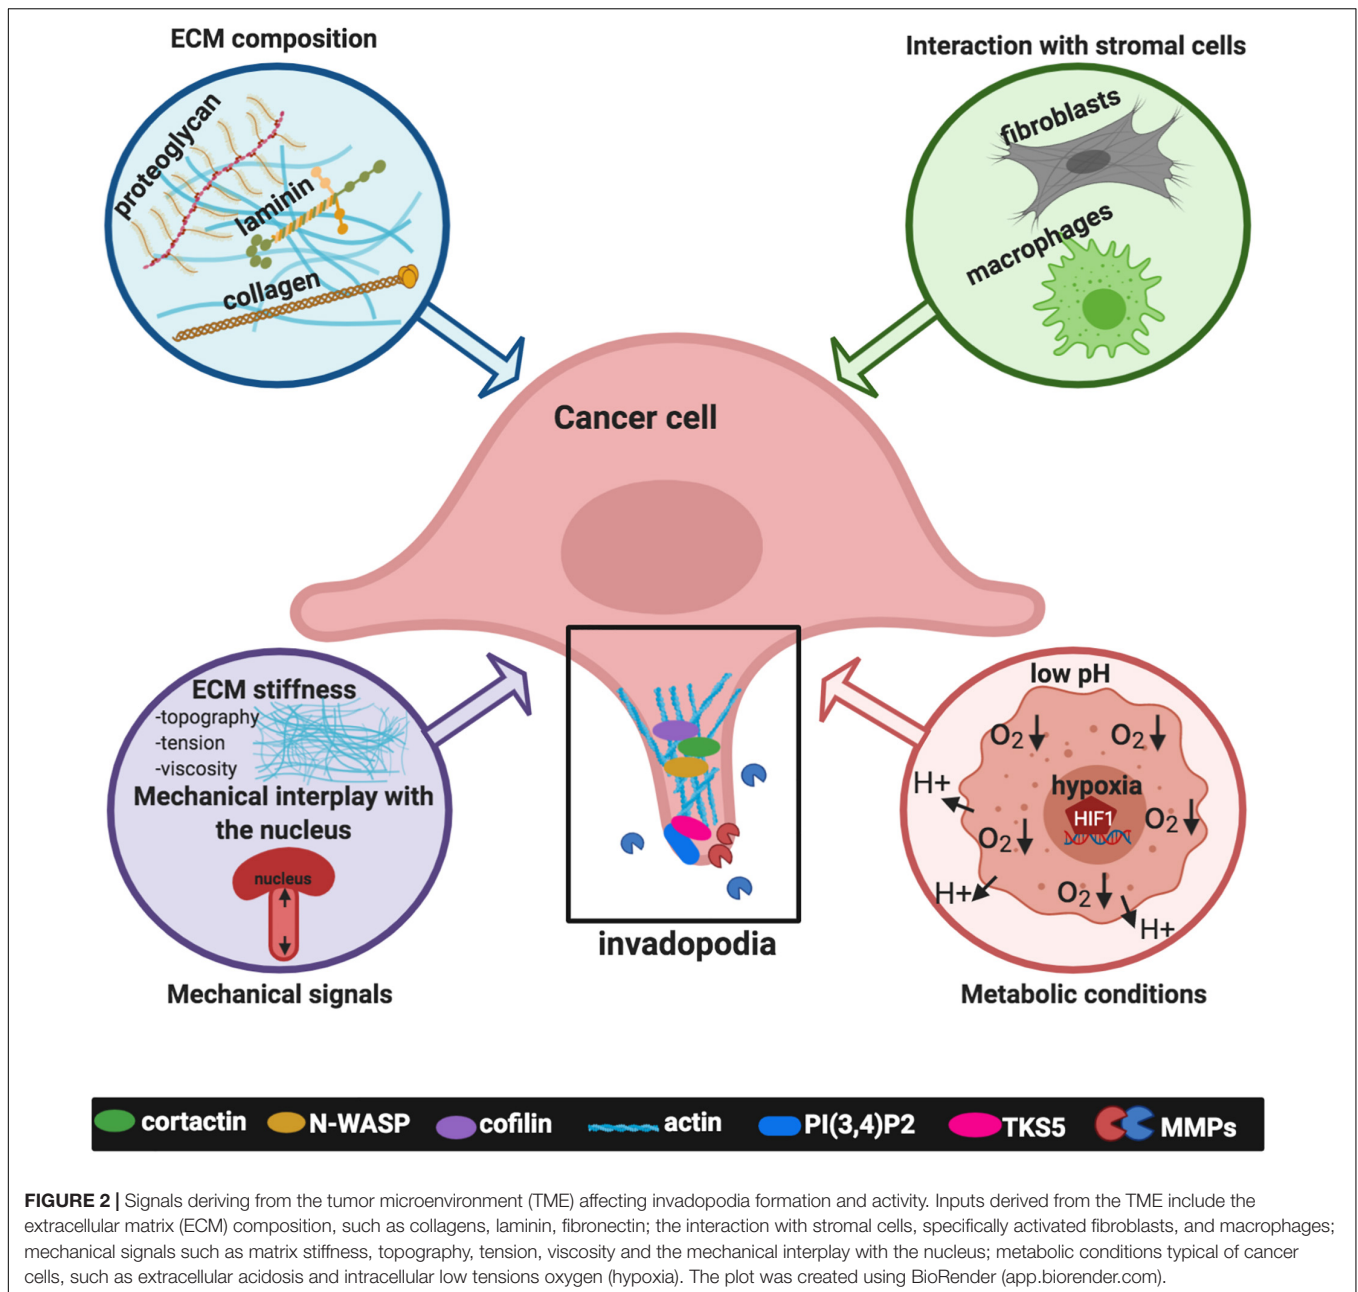 ECM composition
Interaction with stromal cells
proteoglycan
laminin
collagen
fibroblasts
macrophages
Cancer cell
ECM stiffness
-topography
-tension
-viscosity
Mechanical interplay with
the nucleus
nucleus
Mechanical signals
invadopodia
low pH
O2
O2
H+
hypoxia
HIF1
O2
O2
H+
O2
H+
Metabolic conditions
cortactin N-WASP cofilin actin PI(3,4)P2 TKS5 MMPs
FIGURE 2 | Signals deriving from the tumor microenvironment (TME) affecting invadopodia formation and activity. Inputs derived from the TME include the
extracellular matrix (ECM) composition, such as collagens, laminin, fibronectin; the interaction with stromal cells, specifically activated fibroblasts, and macrophages;
mechanical signals such as matrix stiffness, topography, tension, viscosity and the mechanical interplay with the nucleus; metabolic conditions typical of cancer
cells, such as extracellular acidosis and intracellular low tensions oxygen (hypoxia). The plot was created using BioRender (app.biorender.com).